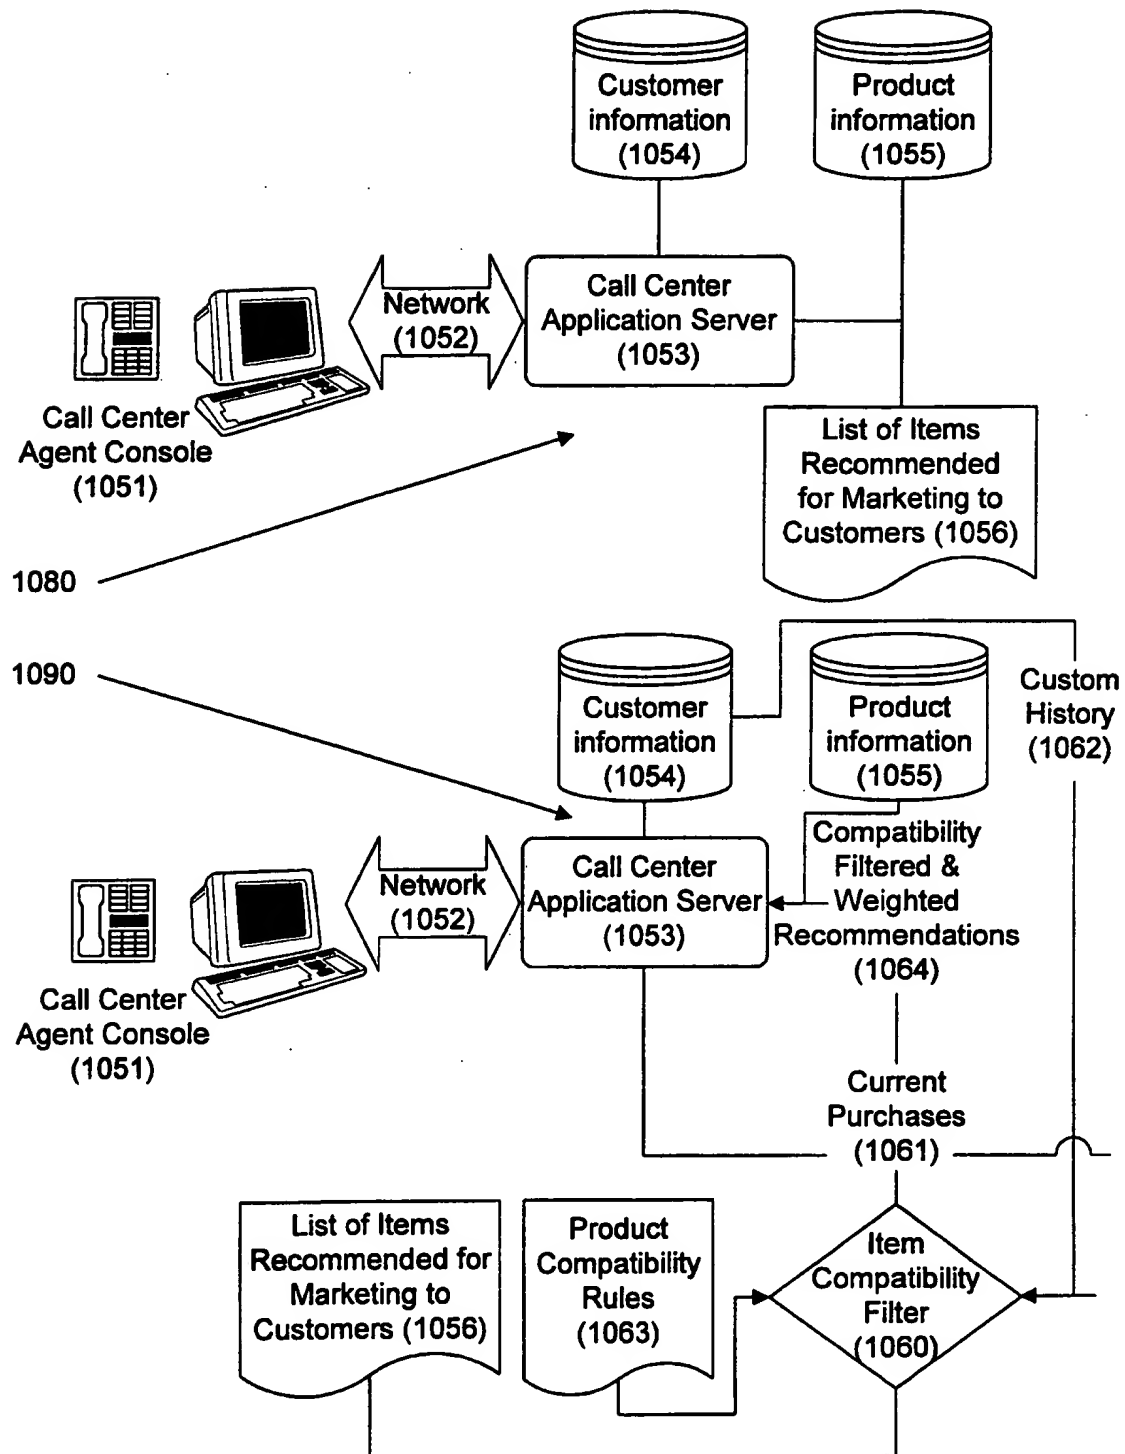 Customer
information
(1054)
Product
information
(1055)
Network
(1052)
Call Center
Application Server
(1053)
Call Center
Agent Console
(1051)
List of Items
Recommended
for Marketing to
Customers (1056)
1080
1090
Customer
information
(1054)
Product
information
(1055)
Custom
History
(1062)
Compatibility
Filtered &
Weighted
Recommendations
(1064)
Call Center
Application Server
(1053)
Network
(1052)
Call Center
Agent Console
(1051)
Current
Purchases
(1061)
List of Items
Recommended for
Marketing to
Customers (1056)
Product
Compatibility
Rules
(1063)
Item
Compatibility
Filter
(1060)